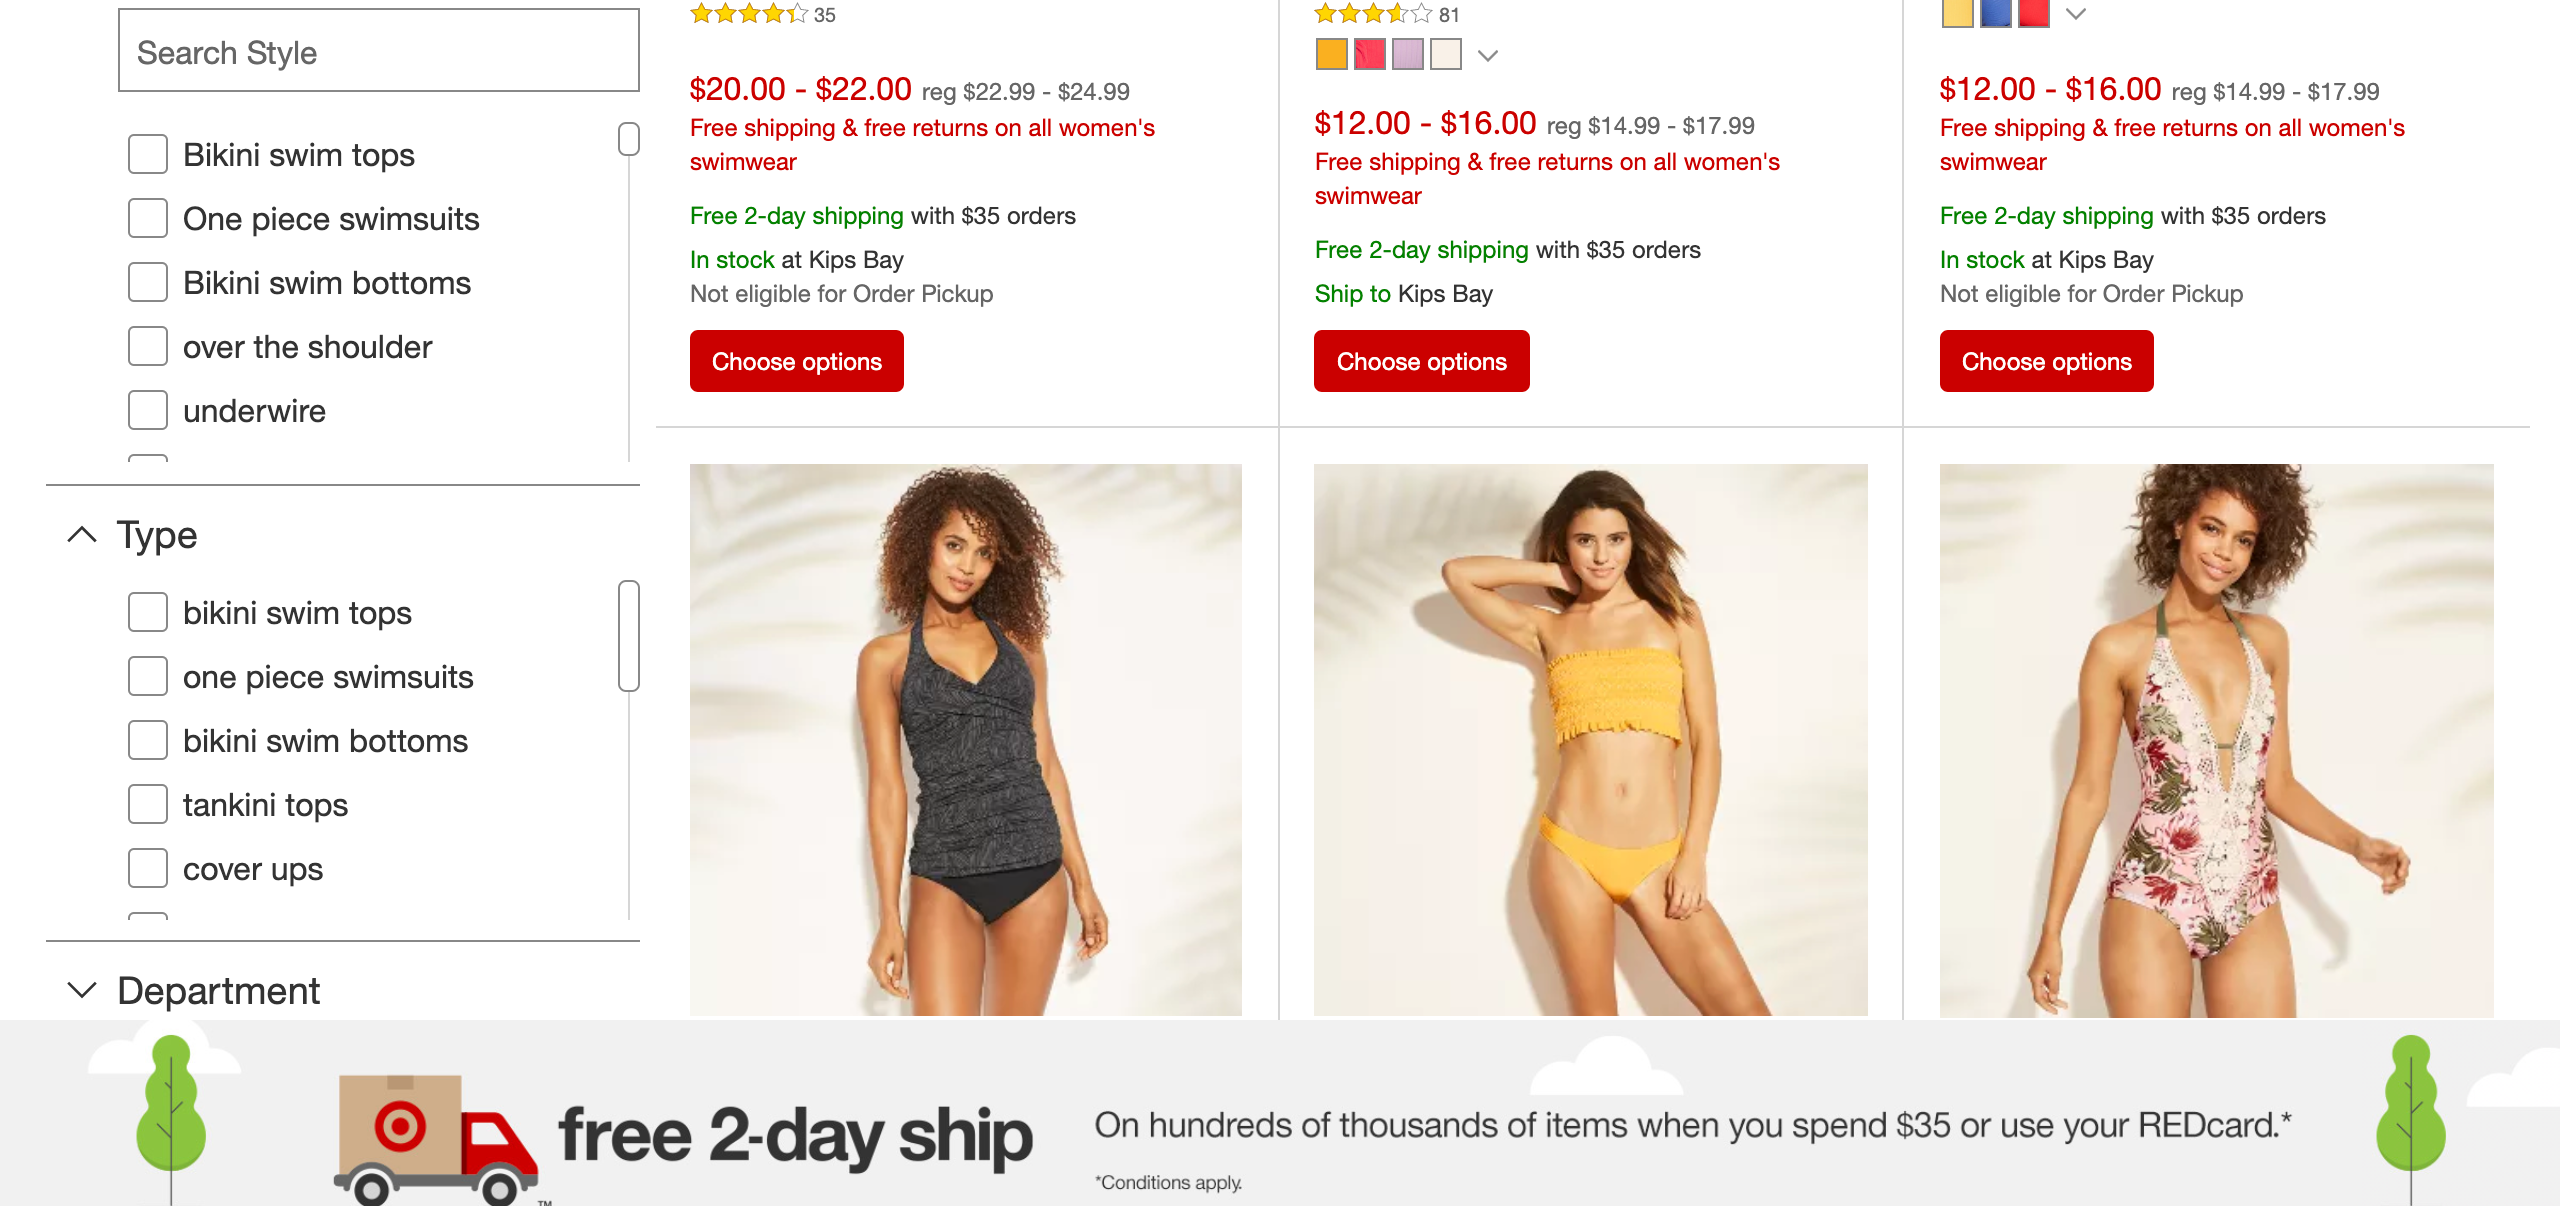 Search Style
Bikini swim tops
One piece swimsuits
Bikini swim bottoms
over the shoulder
underwire
Type
bikini swim tops
one piece swimsuits
bikini swim bottoms
tankini tops
cover ups
Department
35
$20.00 - $22.00 reg $22.99 - $24.99
Free shipping & free returns on all women's
swimwear
Free 2-day shipping with $35 orders
In stock at Kips Bay
Not eligible for Order Pickup
Choose options
81
$12.00 - $16.00 reg $14.99 - $17.99
Free shipping & free returns on all women's
swimwear
Free 2-day shipping with $35 orders
Ship to Kips Bay
Choose options
$12.00 - $16.00 reg $14.99 - $17.99
Free shipping & free returns on all women's
swimwear
Free 2-day shipping with $35 orders
In stock at Kips Bay
Not eligible for Order Pickup
Choose options
TM
free 2-day ship
On hundreds of thousands of items when you spend $35 or use your REDcard.*
*Conditions apply.